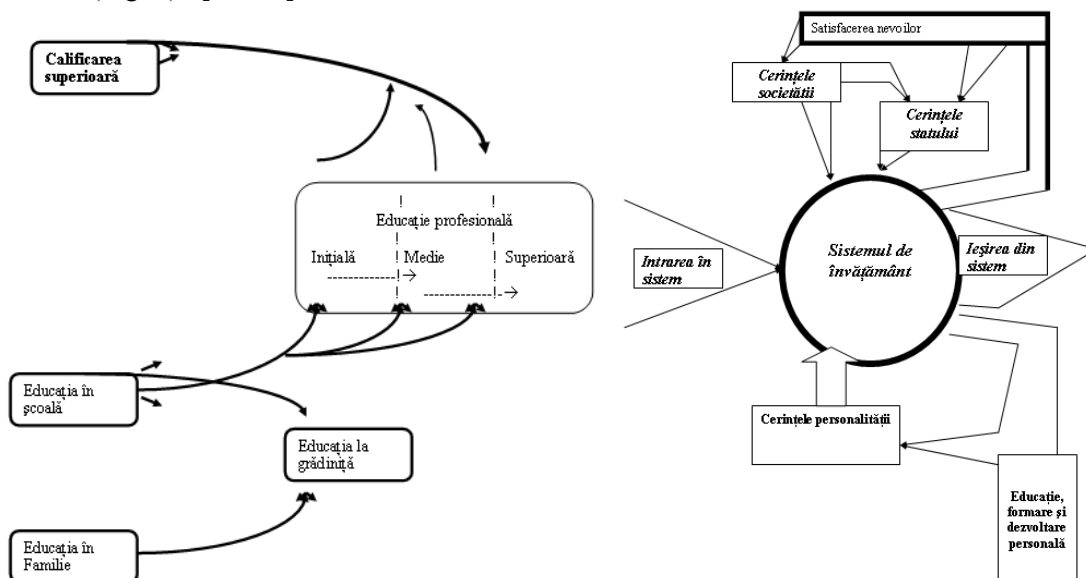 Calificarea
superioară
Educație profesională
Inițială
Medie
Superioară
Educația în
școală
Educația la
grădiniță
Educația în
Familie
Satisfacerea nevoilor
Cerințele
societății
Cerințele
statului
Intrarea în
sistem
Sistemul de
învățământ
Ieșirea din
sistem
Cerințele personalității
Educație,
formare și
dezvoltare
personală